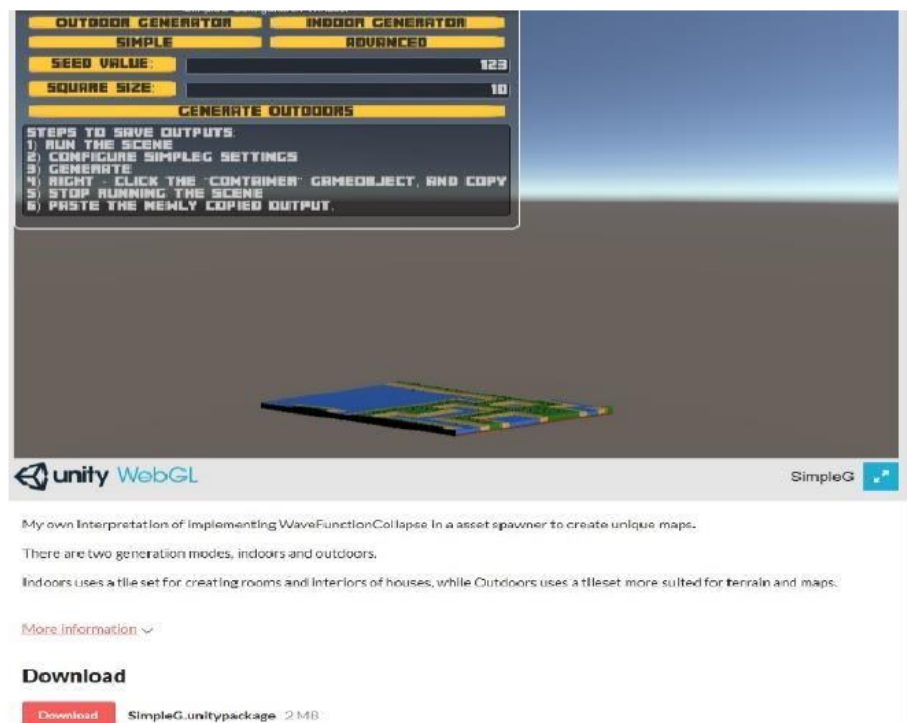 OUTDOOR GENERATOR INDOOR GENERATOR
SIMPLE ADVANCED
SEED VALUE: 123
SQUARE SIZE: 10
GENERATE OUTDOORS
STEPS TO SAVE OUTPUTS:
1) RUN THE SCENE
2) CONFIGURE SIMPLEG SETTINGS
3) GENERATE
4) RIGHT - CLICK THE "CONTAINER" GAMEOBJECT, AND COPY
5) STOP RUNNING THE SCENE
6) PASTE THE NEWLY COPIED OUTPUT.
unity WebGL
SimpleG
My own Interpretation of implementing WaveFunctionCollapse in a asset spawner to create unique maps.
There are two generation modes, indoors and outdoors.
Indoors uses a tile set for creating rooms and interiors of houses, while Outdoors uses a tileset more suited for terrain and maps.
More information
Download
Download SimpleG.unitypackage 2 MB